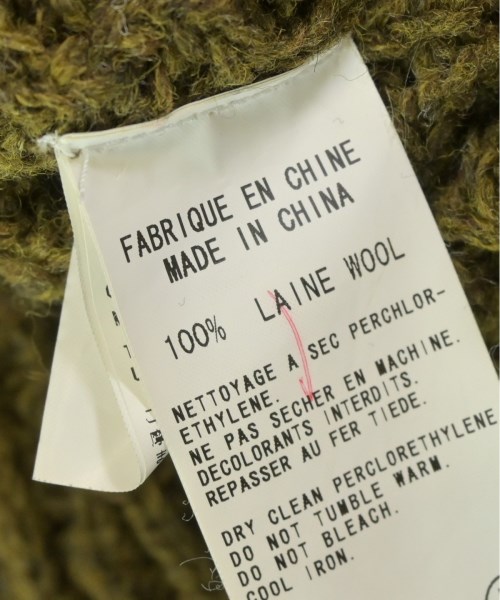 FABRIQUE EN CHINE
MADE IN CHINA
100% LAINE WOOL
NETTOYAGE A SEC PERCHLOR-
ETHYLENE.
NE PAS SECHER EN MACHINE.
DECOLORANTS INTERDITS.
REPASSER AU FER TIEDE.
DRY CLEAN PERCLORETHYLENE
DO NOT TUMBLE WARM.
DO NOT BLEACH.
COOL IRON.